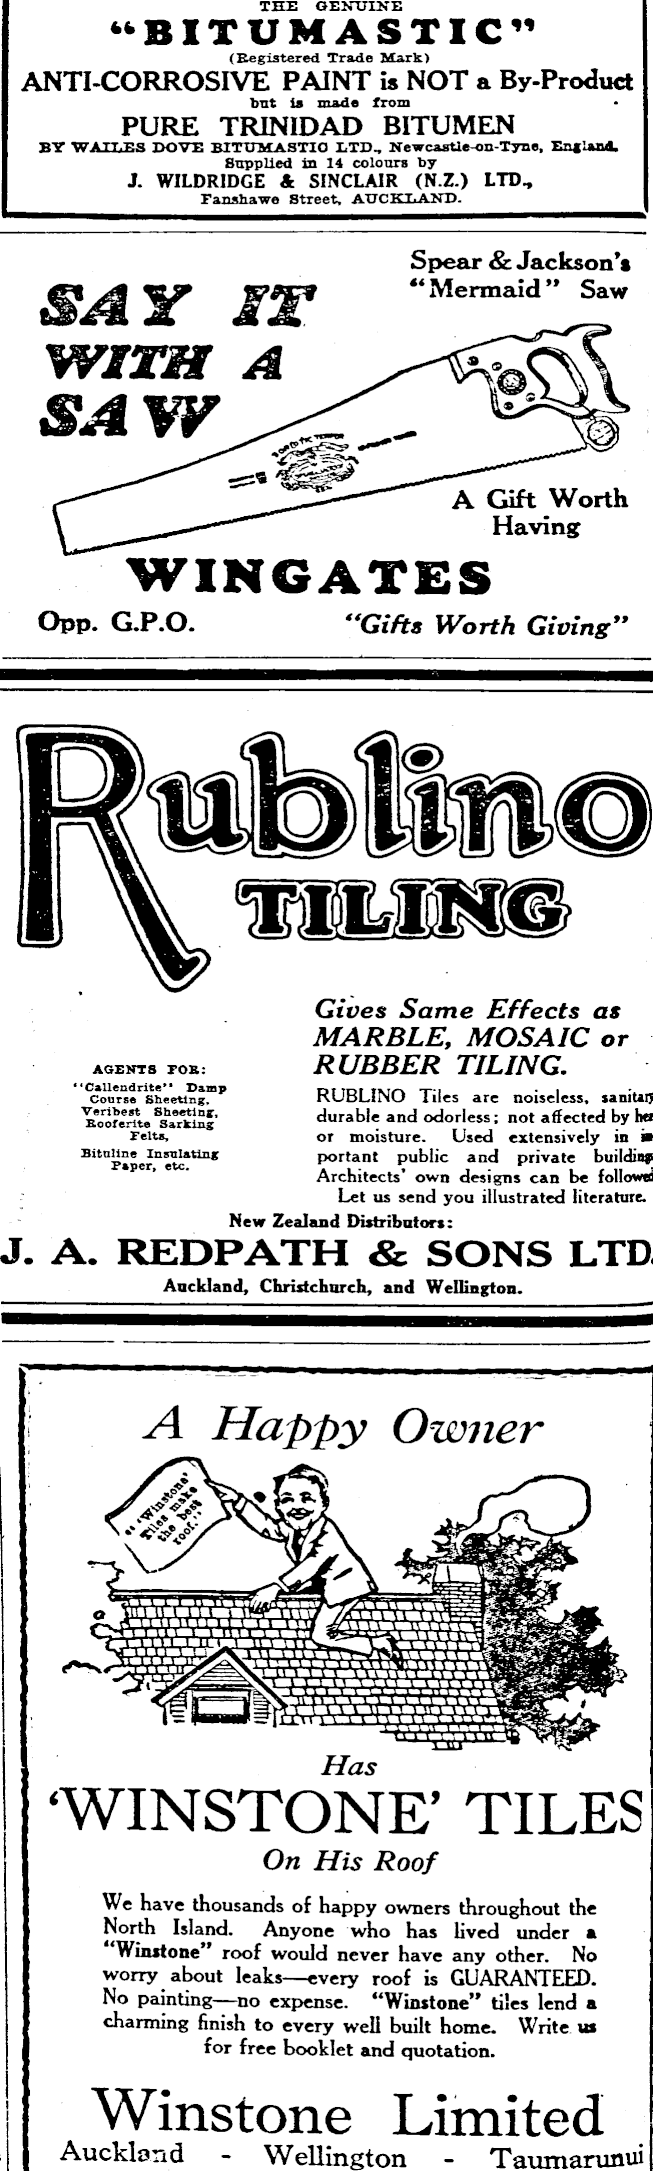 THE GENUINE
"BITUMASTIC"
(Registered Trade Mark)
ANTI-CORROSIVE PAINT is NOT a By-Product
but is made from
PURE TRINIDAD BITUMEN
BY WAILES DOVE BITUMASTIC LTD., Newcastle-on-Tyne, England.
Supplied in 14 colours by
J. WILDRIDGE & SINCLAIR (N.Z.) LTD.,
Fanshawe Street, AUCKLAND.
SAY IT
WITH A
SAW
Spear & Jackson's
"Mermaid" Saw
A Gift Worth
Having
WINGATES
Opp. G.P.O.
"Gifts Worth Giving"
Rublino
TILING
Gives Same Effects as
MARBLE, MOSAIC or
RUBBER TILING.
AGENTS FOR:
"Callendrite" Damp
Course Sheeting,
Veribest Sheeting,
Rooferite Sarking
Felts,
Bituline Insulating
Paper, etc.
RUBLINO Tiles are noiseless, sanitary
durable and odorless; not affected by hea
or moisture. Used extensively in im
portant public and private building
Architects' own designs can be followed
Let us send you illustrated literature.
New Zealand Distributors:
J. A. REDPATH & SONS LTD.
Auckland, Christchurch, and Wellington.
A Happy Owner
"'Winstone'
Tiles make
the best
roof."
Has
'WINSTONE' TILES
On His Roof
We have thousands of happy owners throughout the
North Island. Anyone who has lived under a
"Winstone" roof would never have any other. No
worry about leaks—every roof is GUARANTEED.
No painting—no expense. "Winstone" tiles lend a
charming finish to every well built home. Write us
for free booklet and quotation.
Winstone Limited
Auckland - Wellington - Taumarunui